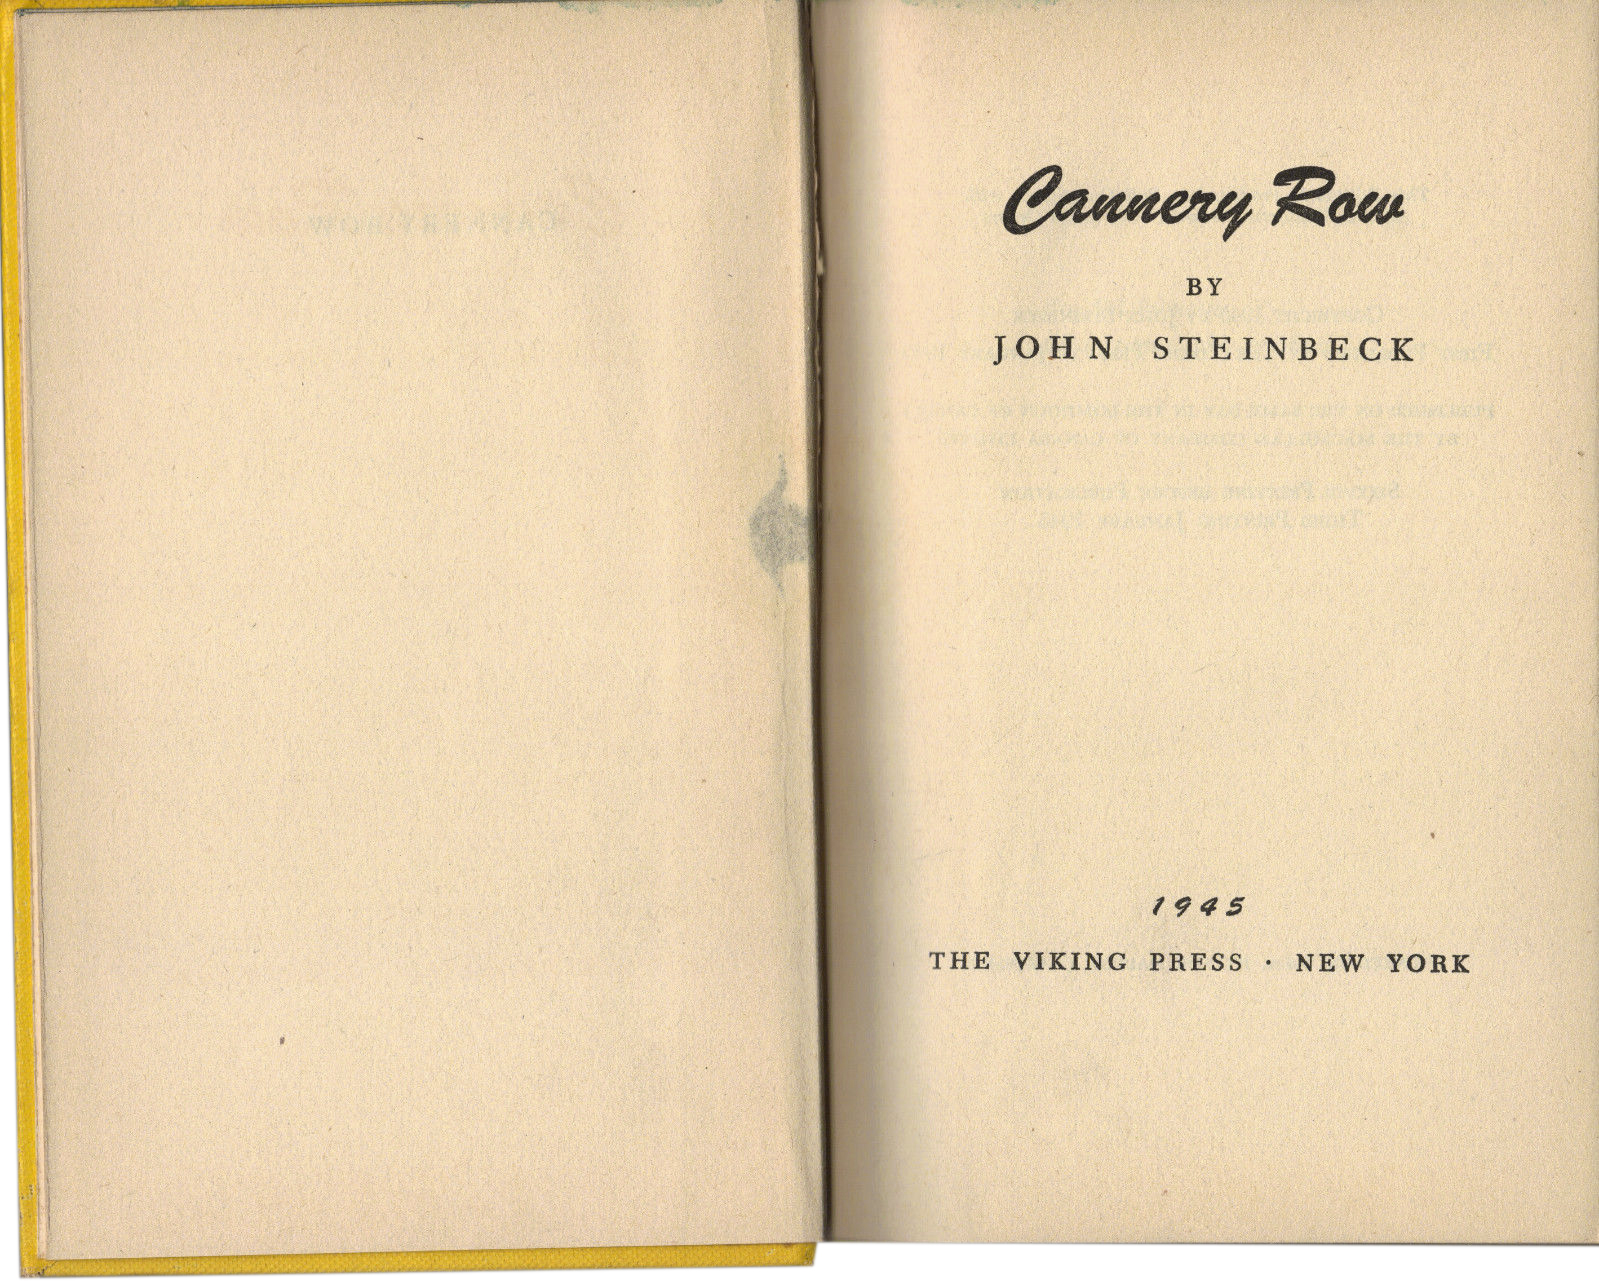 Cannery Row
BY
JOHN STEINBECK
1945
THE VIKING PRESS · NEW YORK